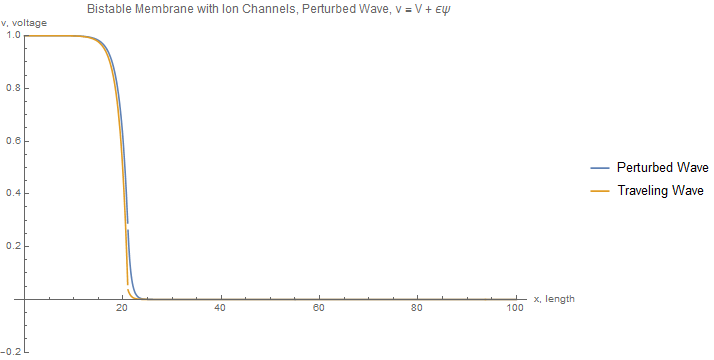 Bistable Membrane with Ion Channels, Perturbed Wave, v = V + ϵψ
v, voltage
1.0
0.8
0.6
0.4
0.2
-0.2
20
40
60
80
100
x, length
Perturbed Wave
Traveling Wave